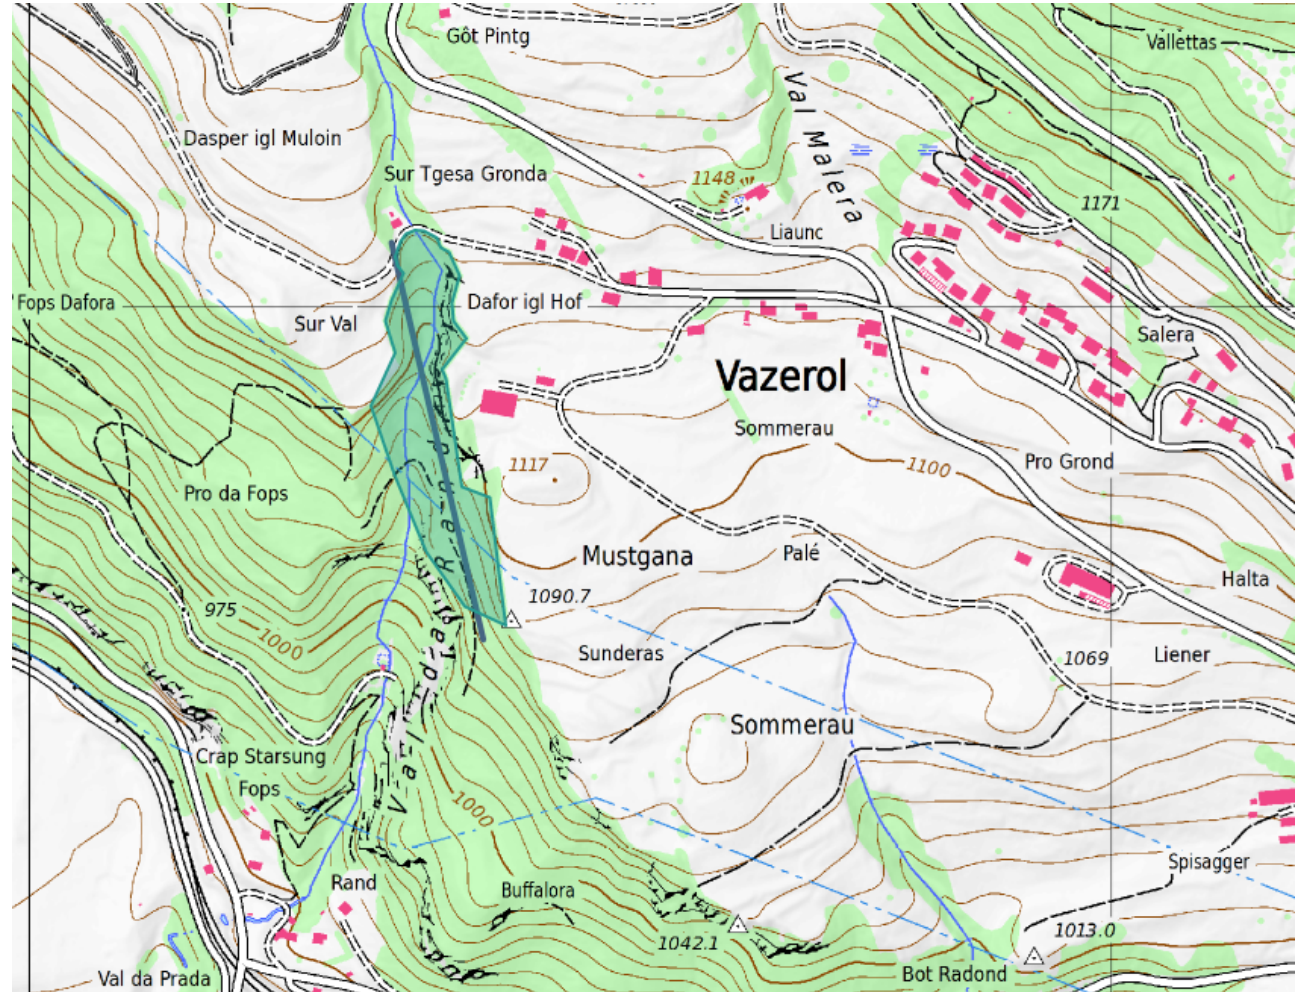 Gôt Pintg
Vallettas
Dasper igl Muloin
Val Malera
Sur Tgesa Gronda
1148
1171
Liaunc
Fops Dafora
Dafor igl Hof
Sur Val
Salera
Vazerol
Sommerau
1117
1100
Pro Grond
Pro da Fops
Mustgana
Palé
Halta
1090.7
975
1000
Sunderas
1069
Liener
Val da Rand
Sommerau
Crap Starsung
Fops
1000
Spisagger
Rand
Buffalora
1042.1
1013.0
Val da Prada
Bot Radond